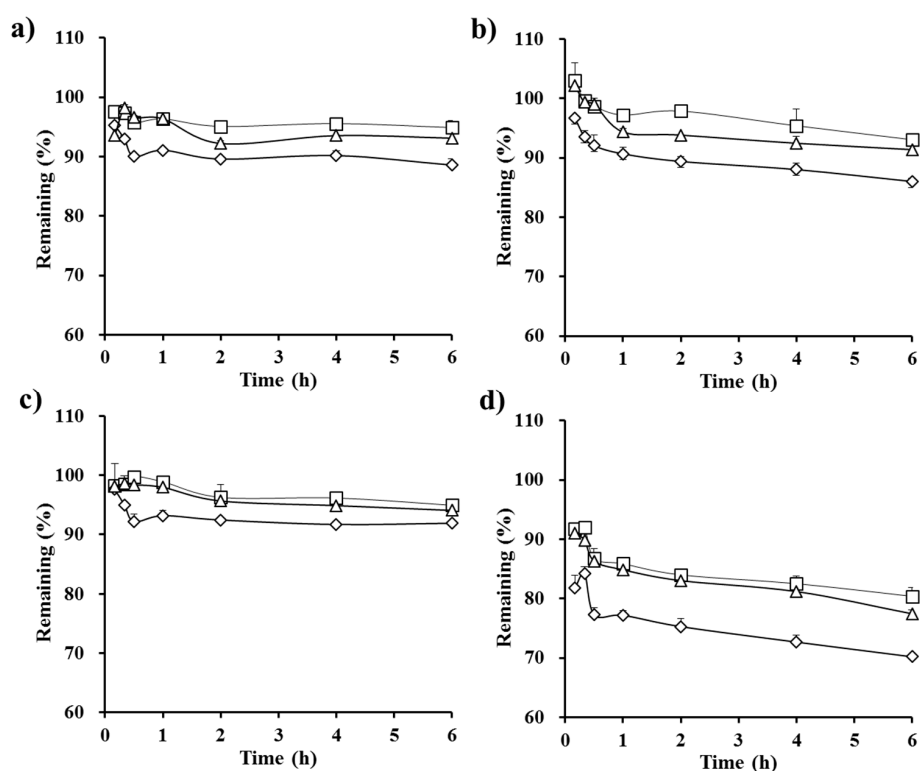 a)
Remaining (%)
110
100
90
80
70
60
0 1 2 3 4 5 6
Time (h)
b)
Remaining (%)
110
100
90
80
70
60
0 1 2 3 4 5 6
Time (h)
c)
Remaining (%)
110
100
90
80
70
60
0 1 2 3 4 5 6
Time (h)
d)
Remaining (%)
110
100
90
80
70
60
0 1 2 3 4 5 6
Time (h)